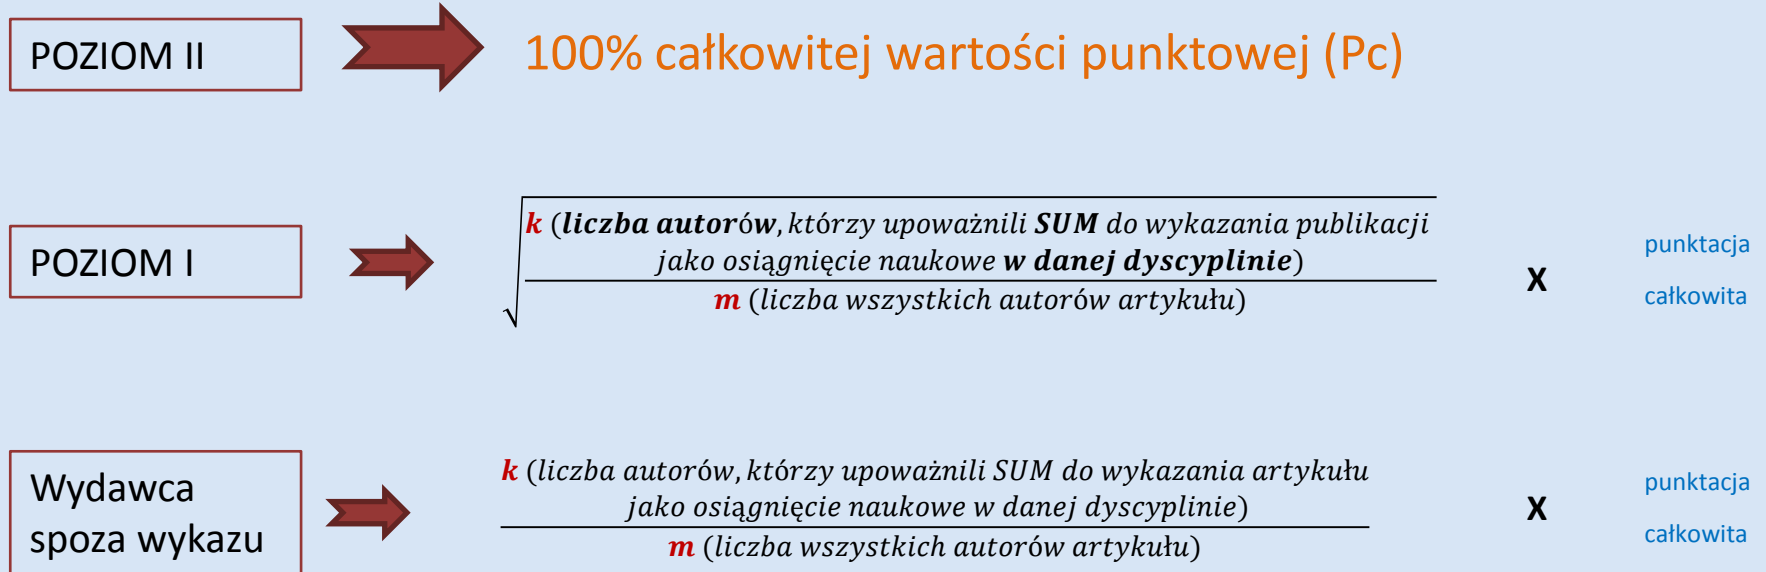 POZIOM II
100% całkowitej wartości punktowej (Pc)
POZIOM I
k (liczba autorów, którzy upoważnili SUM do wykazania publikacji
jako osiągnięcie naukowe w danej dyscyplinie)
m (liczba wszystkich autorów artykułu)
X
punktacja
całkowita
Wydawca
spoza wykazu
k (liczba autorów, którzy upoważnili SUM do wykazania artykułu
jako osiągnięcie naukowe w danej dyscyplinie)
m (liczba wszystkich autorów artykułu)
X
punktacja
całkowita